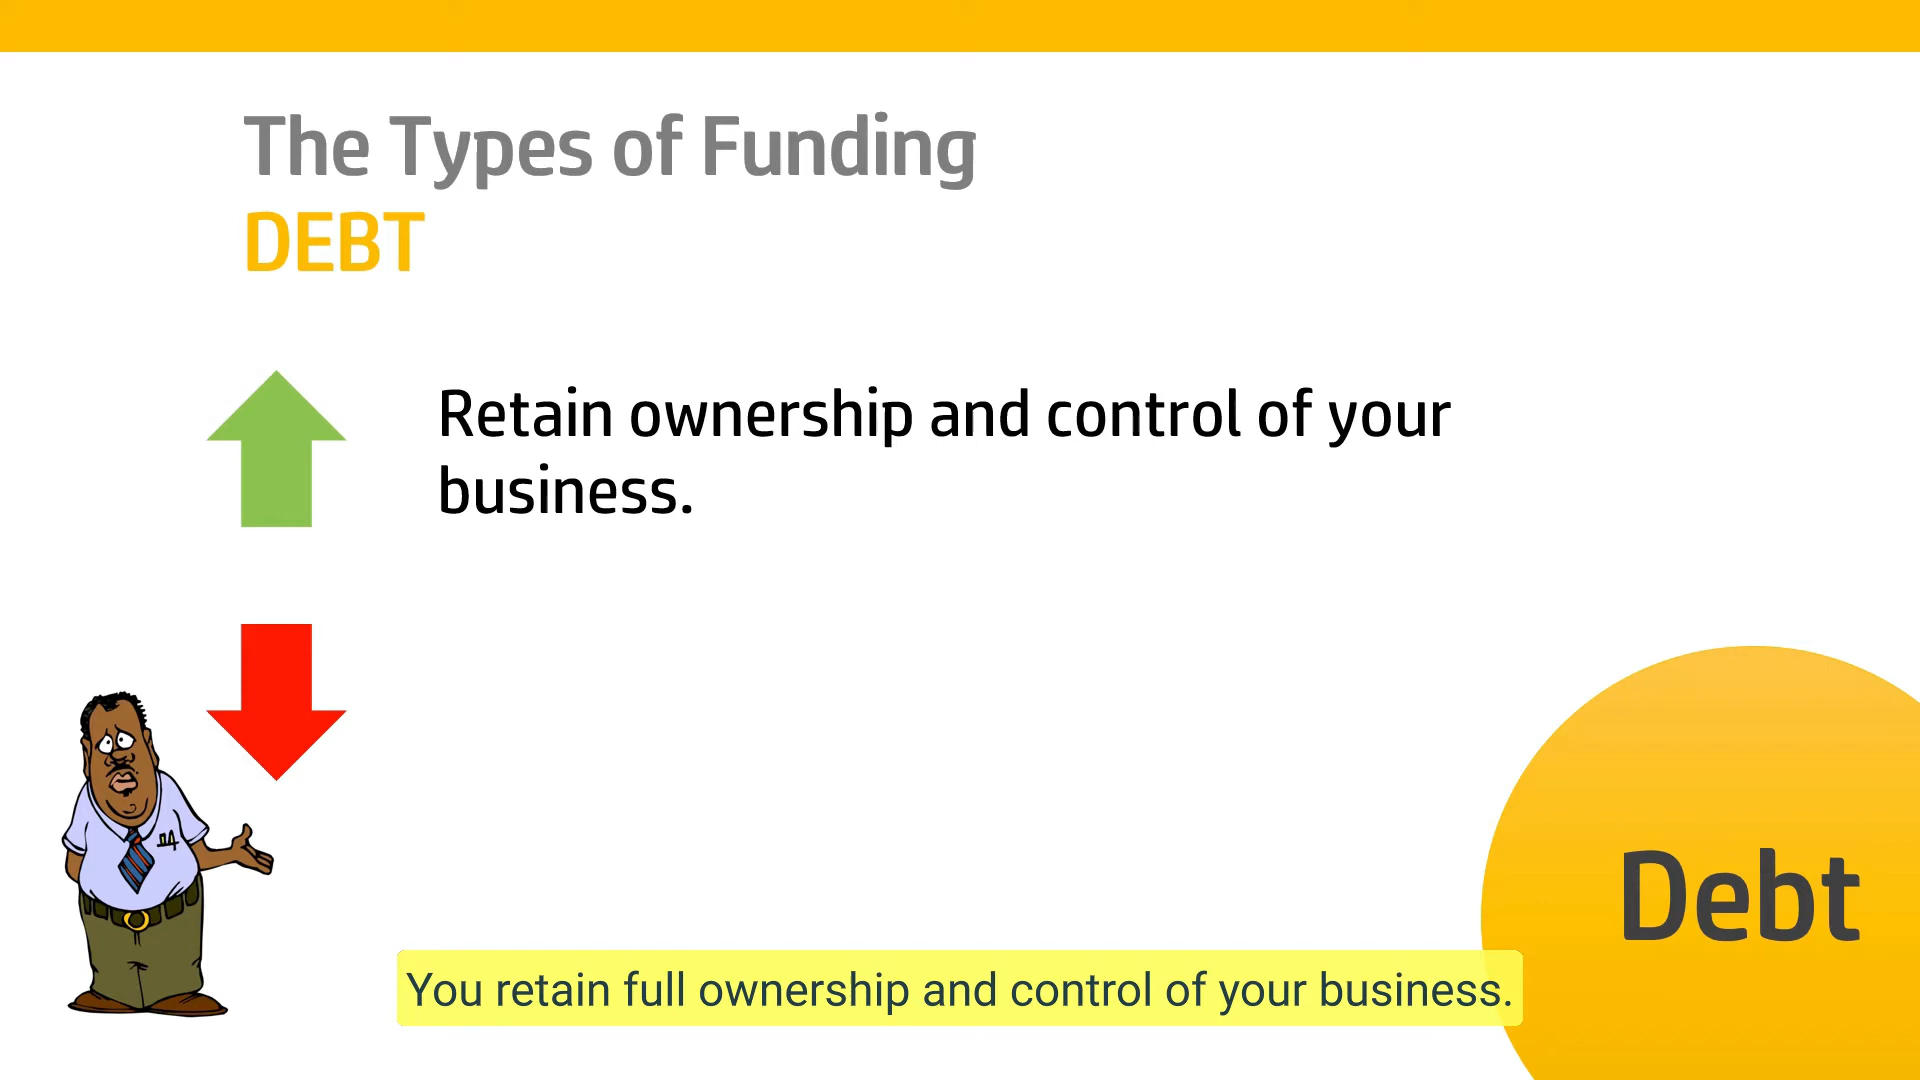 The Types of Funding
DEBT
Retain ownership and control of your
business.
Debt
You retain full ownership and control of your business.